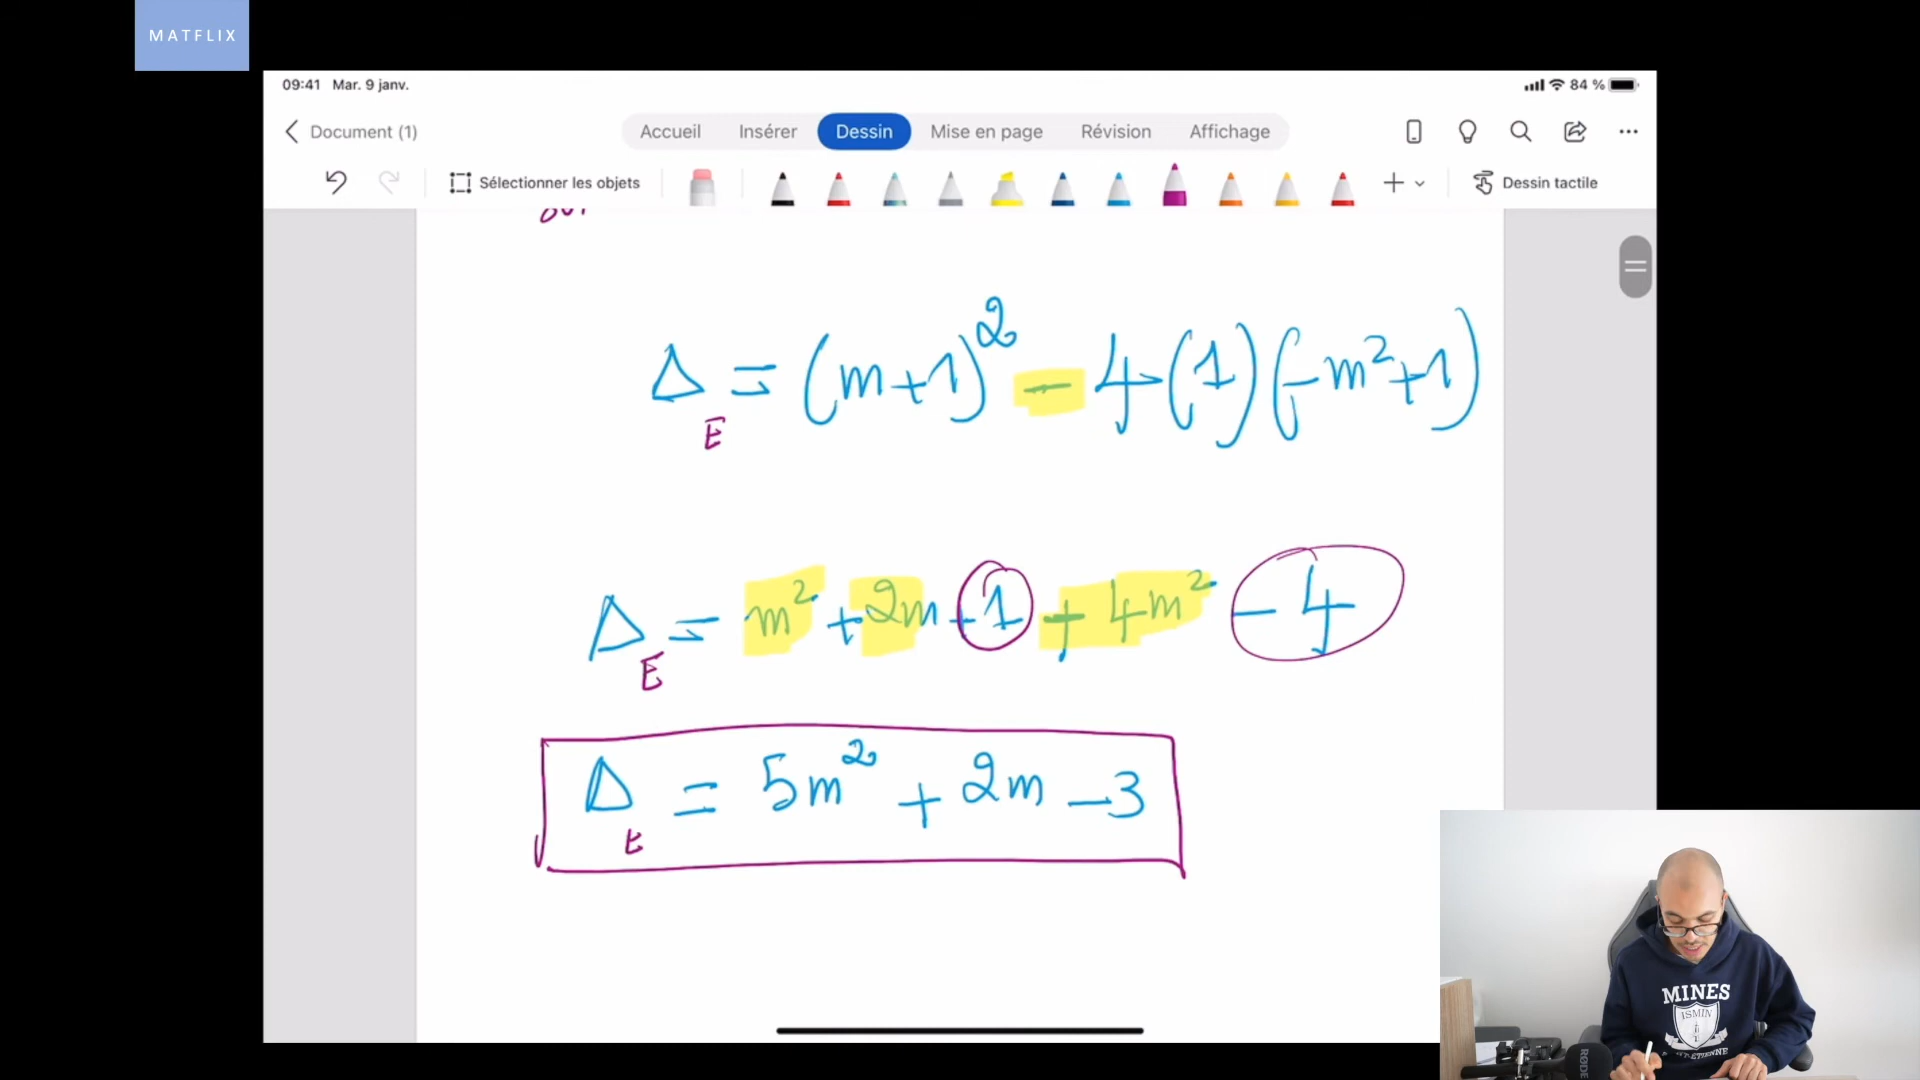 MATFLIX
09:41 Mar. 9 janv.
84 %
Document (1)
Accueil Insérer Dessin Mise en page Révision Affichage
Sélectionner les objets
Dessin tactile
Δ_E = (m+1)² - 4(1)(-m²+1)
Δ_E = m² + 2m + 1 + 4m² - 4
Δ_E = 5m² + 2m - 3
MINES
ISMIN
RØDE